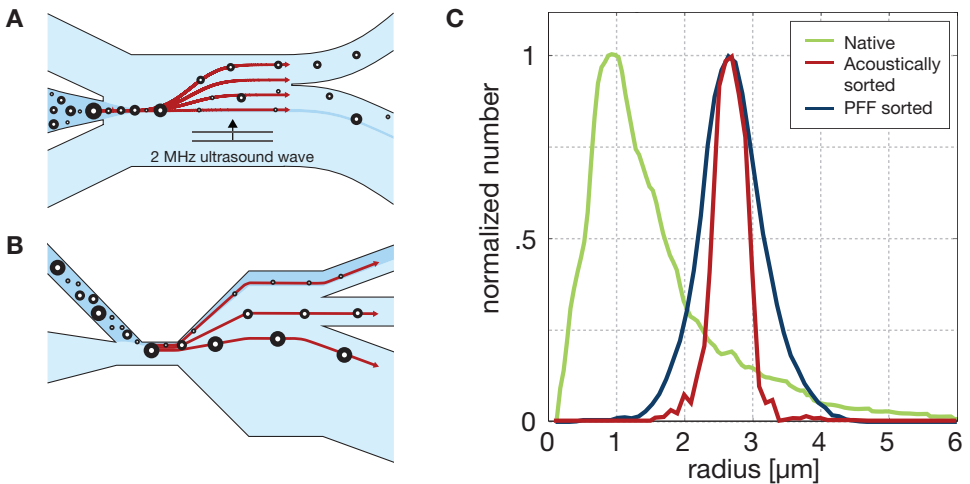 A
2 MHz ultrasound wave
B
C
normalized number
1
.5
0
0
1
2
3
4
5
6
radius [µm]
Native
Acoustically
sorted
PFF sorted